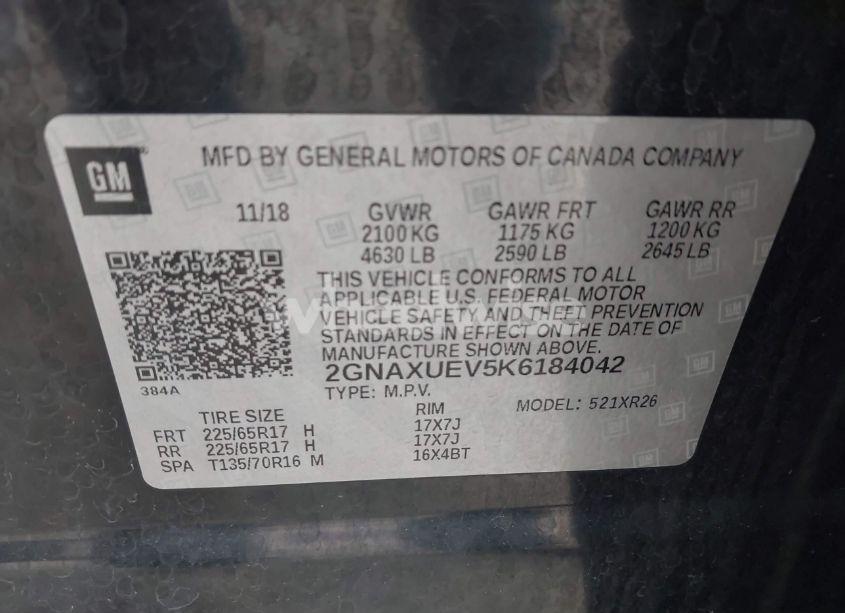 GM
MFD BY GENERAL MOTORS OF CANADA COMPANY
11/18 GVWR GAWR FRT GAWR RR
2100 KG 1175 KG 1200 KG
4630 LB 2590 LB 2645 LB
THIS VEHICLE CONFORMS TO ALL
APPLICABLE U.S. FEDERAL MOTOR
VEHICLE SAFETY AND THEFT PREVENTION
STANDARDS IN EFFECT ON THE DATE OF
MANUFACTURE SHOWN ABOVE.
2GNAXUEV5K6184042
384A
TYPE: M.P.V. MODEL: 521XR26
TIRE SIZE RIM
FRT 225/65R17 H 17X7J
RR 225/65R17 H 17X7J
SPA T135/70R16 M 16X4BT